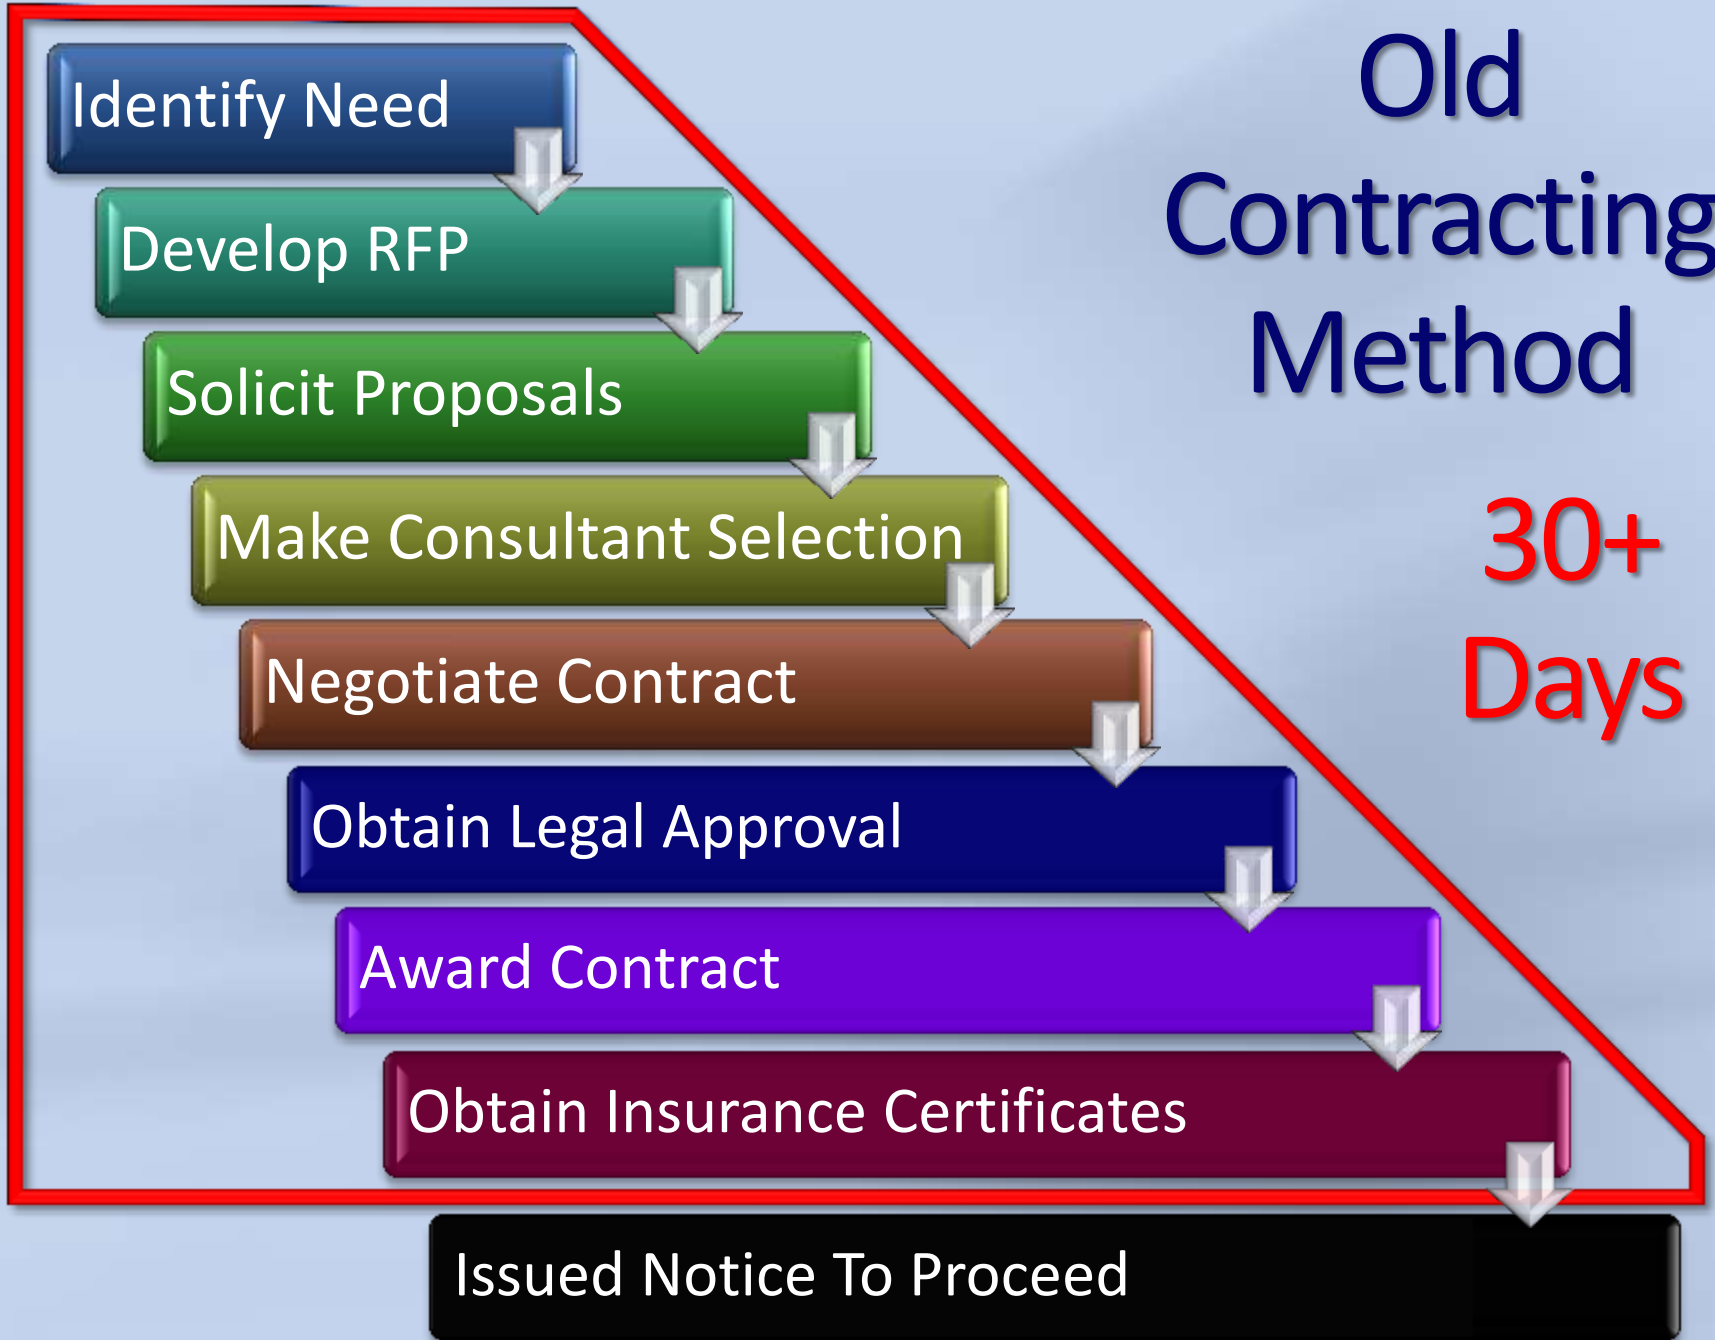 Old
Contracting
Method
30+
Days
Identify Need
Develop RFP
Solicit Proposals
Make Consultant Selection
Negotiate Contract
Obtain Legal Approval
Award Contract
Obtain Insurance Certificates
Issued Notice To Proceed